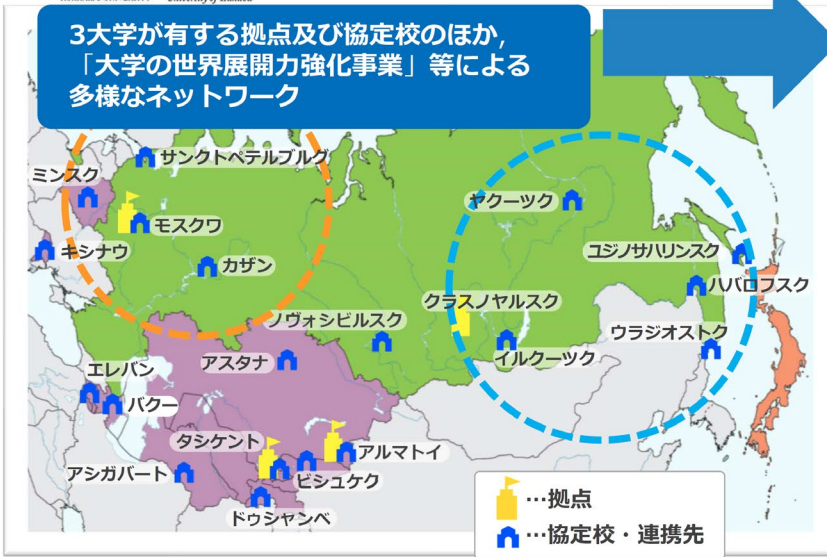 3大学が有する拠点及び協定校のほか,
「大学の世界展開力強化事業」等による
多様なネットワーク
サンクトペテルブルグ
ミンスク
モスクワ
キシナウ
カザン
ヤクーツク
ユジノサハリンスク
ハバロフスク
クラスノヤルスク
ノヴォシビルスク
ウラジオストク
イルクーツク
アスタナ
エレバン
バクー
タシケント
アルマトイ
アシガバート
ビシュケク
ドゥシャンベ
…拠点
…協定校・連携先